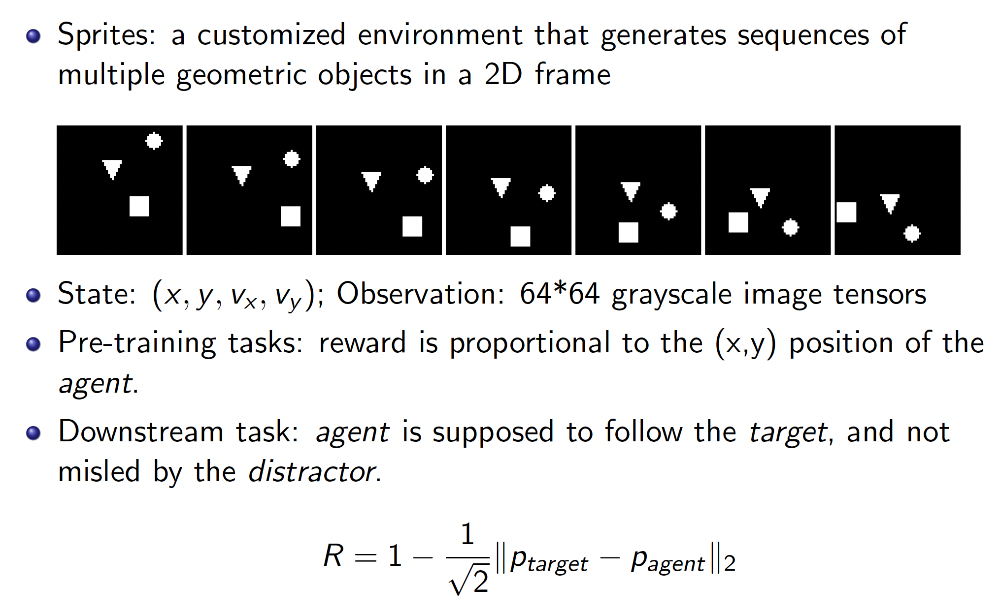 Sprites: a customized environment that generates sequences of
multiple geometric objects in a 2D frame
State: (x, y, v_x, v_y); Observation: 64*64 grayscale image tensors
Pre-training tasks: reward is proportional to the (x,y) position of the
agent.
Downstream task: agent is supposed to follow the target, and not
misled by the distractor.
R = 1 − \frac{1}{\sqrt{2}} ‖p_{target} − p_{agent}‖_2